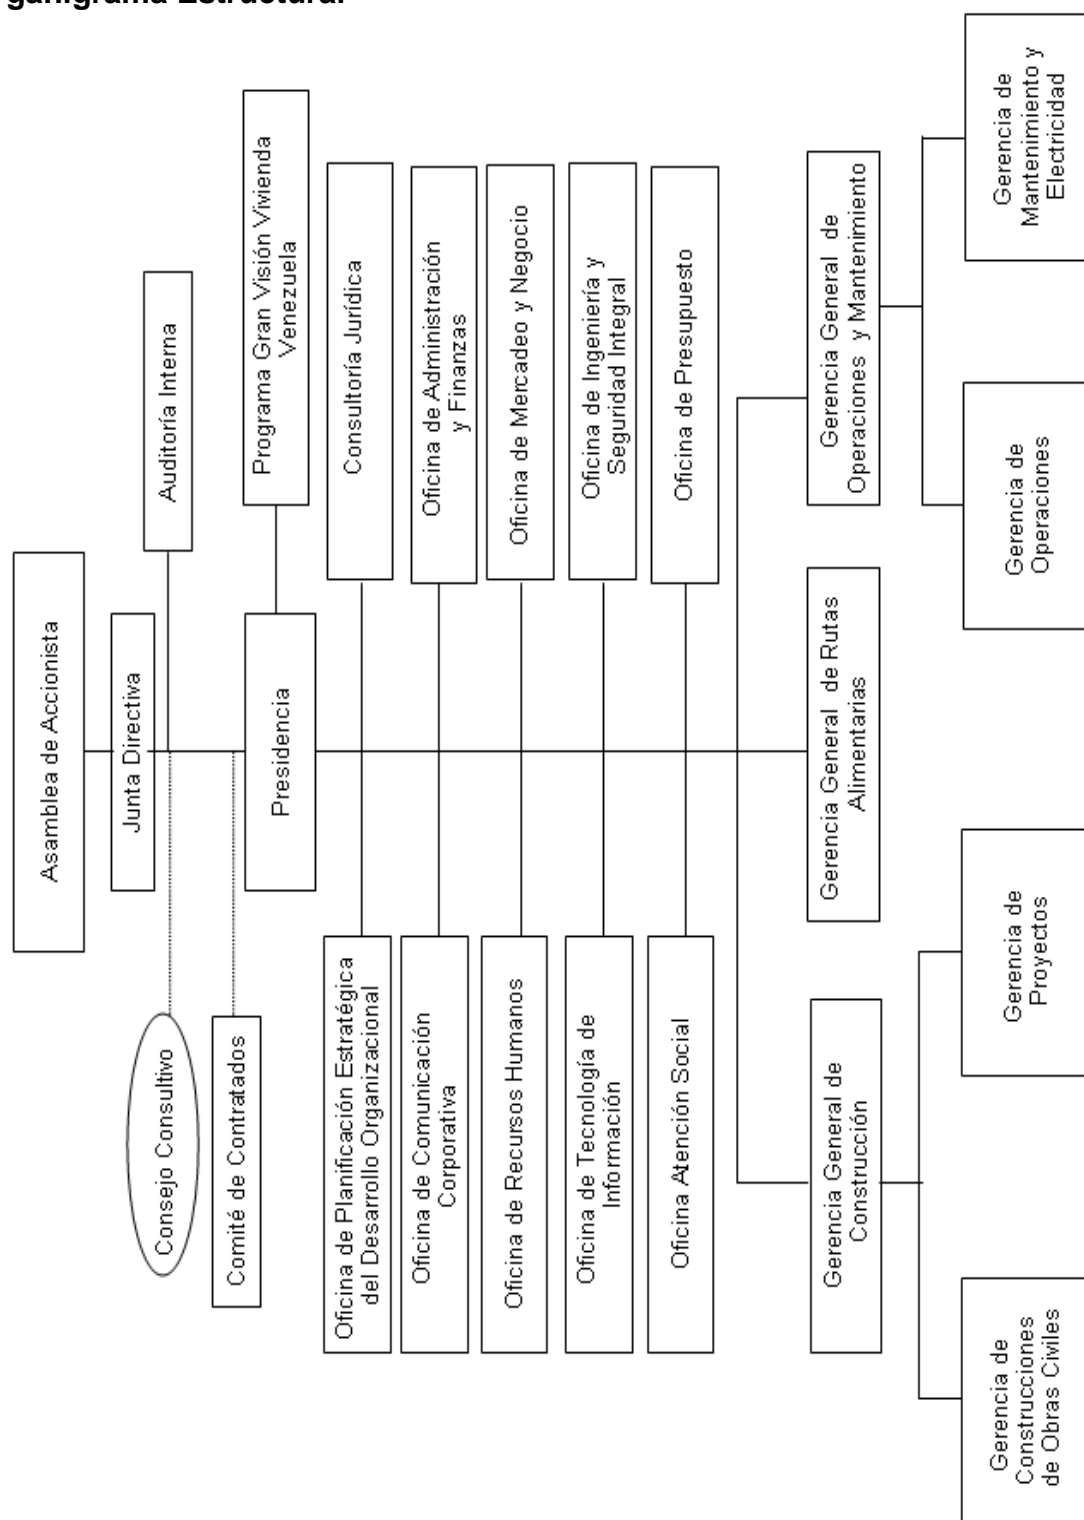 ganigrama Estructural
Asamblea de Accionista
Junta Directiva
Auditoría Interna
Consejo Consultivo
Comité de Contratados
Presidencia
Programa Gran Visión Vivienda
Venezuela
Oficina de Planificación Estratégica
del Desarrollo Organizacional
Consultoría Jurídica
Oficina de Comunicación
Corporativa
Oficina de Administración
y Finanzas
Oficina de Recursos Humanos
Oficina de Mercadeo y Negocio
Oficina de Tecnología de
Información
Oficina de Ingeniería y
Seguridad Integral
Oficina Atención Social
Oficina de Presupuesto
Gerencia General de
Construcción
Gerencia General de Rutas
Alimentarias
Gerencia General de
Operaciones y Mantenimiento
Gerencia de
Construcciones
de Obras Civiles
Gerencia de
Proyectos
Gerencia de
Operaciones
Gerencia de
Mantenimiento y
Electricidad